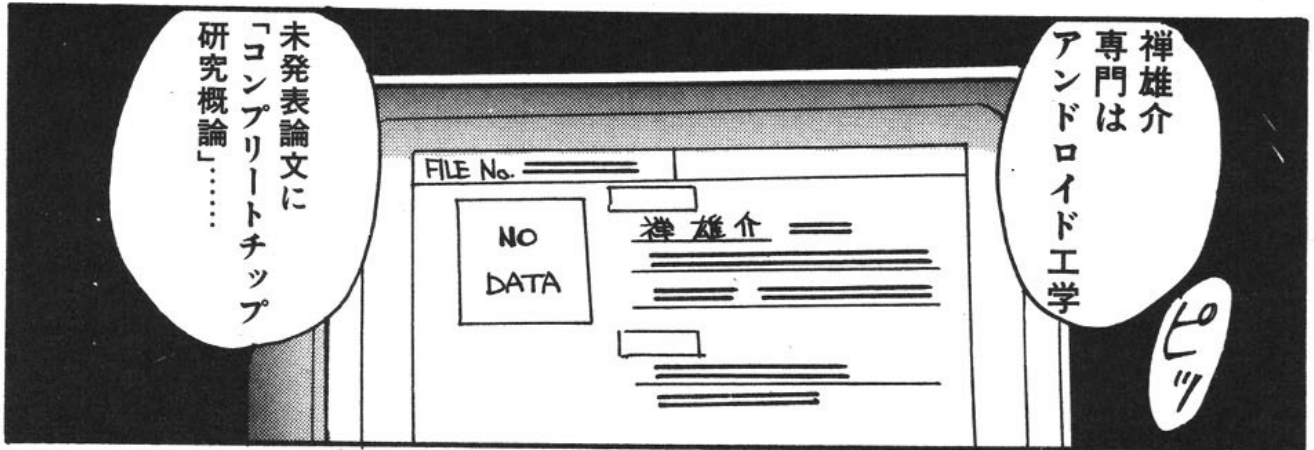 禅雄介
専門は
アンドロイド工学
ピッ
FILE No.
NO
DATA
禅雄介
未発表論文に
「コンプリートチップ
研究概論」……